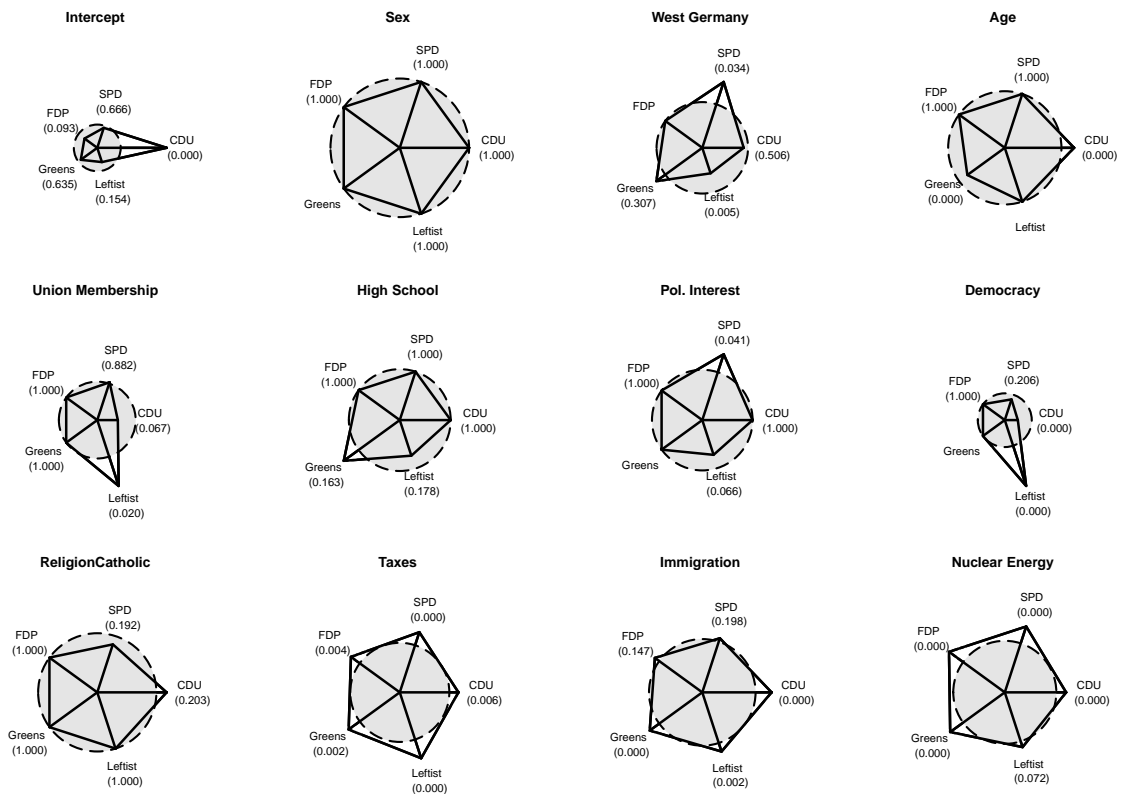 Intercept
SPD
(0.666)
FDP
(0.093)
CDU
(0.000)
Greens
(0.635)
Leftist
(0.154)
Sex
SPD
(1.000)
FDP
(1.000)
CDU
(1.000)
Greens
Leftist
(1.000)
West Germany
SPD
(0.034)
FDP
CDU
(0.506)
Greens
(0.307)
Leftist
(0.005)
Age
SPD
(1.000)
FDP
(1.000)
CDU
(0.000)
Greens
(0.000)
Leftist
Union Membership
SPD
(0.882)
FDP
(1.000)
CDU
(0.067)
Greens
(1.000)
Leftist
(0.020)
High School
SPD
(1.000)
FDP
(1.000)
CDU
(1.000)
Greens
(0.163)
Leftist
(0.178)
Pol. Interest
SPD
(0.041)
FDP
(1.000)
CDU
(1.000)
Greens
Leftist
(0.066)
Democracy
SPD
(0.206)
FDP
(1.000)
CDU
(0.000)
Greens
Leftist
(0.000)
ReligionCatholic
SPD
(0.192)
FDP
(1.000)
CDU
(0.203)
Greens
(1.000)
Leftist
(1.000)
Taxes
SPD
(0.000)
FDP
(0.004)
CDU
(0.006)
Greens
(0.002)
Leftist
(0.000)
Immigration
SPD
(0.198)
FDP
(0.147)
CDU
(0.000)
Greens
(0.000)
Leftist
(0.002)
Nuclear Energy
SPD
(0.000)
FDP
(0.000)
CDU
(0.000)
Greens
(0.000)
Leftist
(0.072)